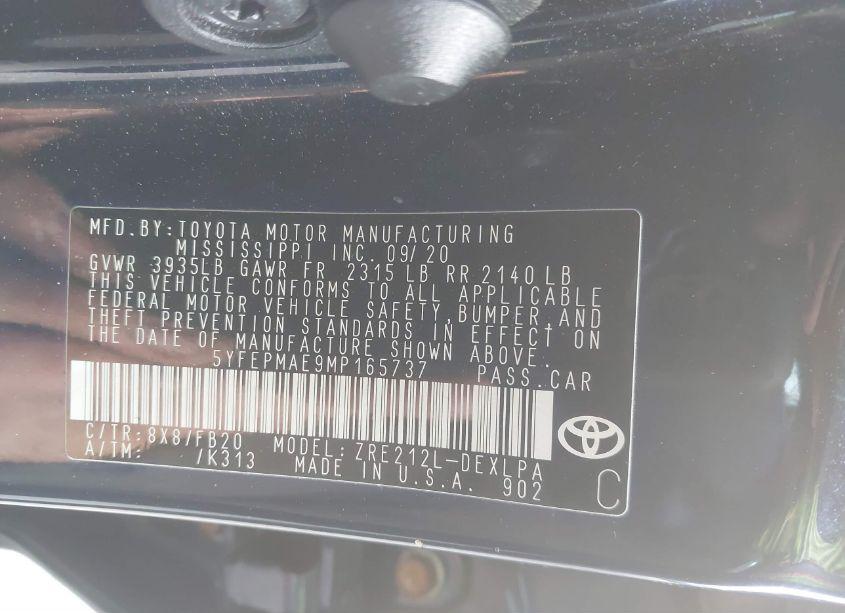 MFD.BY:TOYOTA MOTOR MANUFACTURING
MISSISSIPPI INC. 09/20
GVWR 3935LB GAWR FR 2315 LB RR 2140 LB
THIS VEHICLE CONFORMS TO ALL APPLICABLE
FEDERAL MOTOR VEHICLE SAFETY, BUMPER, AND
THEFT PREVENTION STANDARDS IN EFFECT ON
THE DATE OF MANUFACTURE SHOWN ABOVE.
5YFEPMAE9MP165737 PASS.CAR
C/TR:8X8/FB20 MODEL:ZRE212L-DEXLPA
A/TM: /K313 MADE IN U.S.A. 902
C